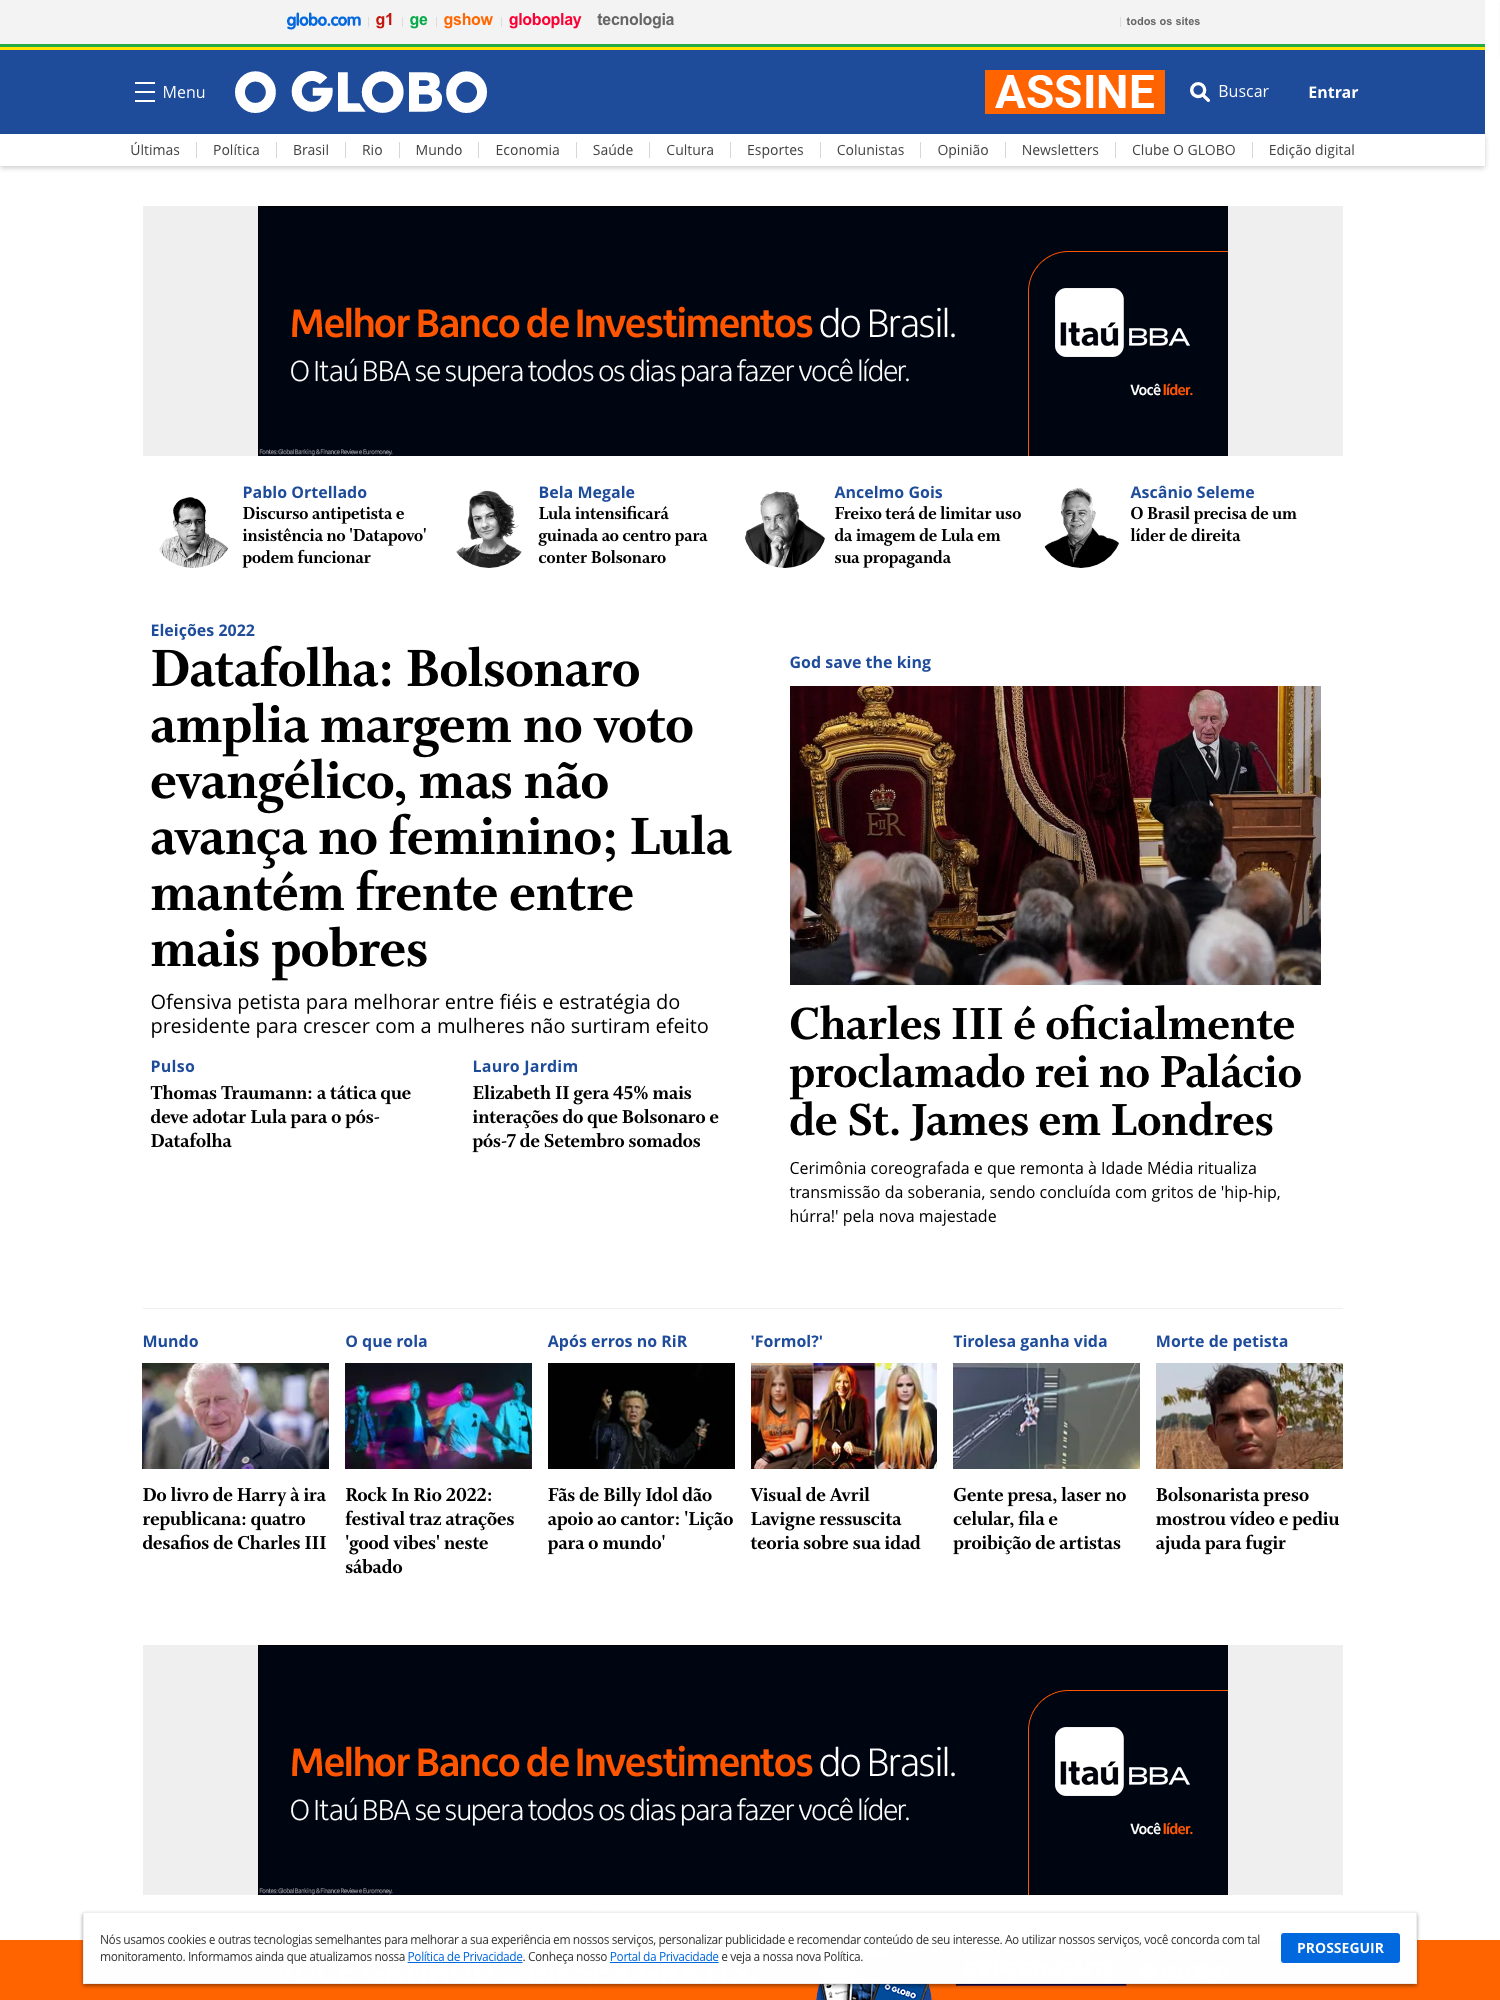 globo.com g1 ge gshow globoplay tecnologia todos os sites
Menu O GLOBO ASSINE Buscar Entrar
Últimas Política Brasil Rio Mundo Economia Saúde Cultura Esportes Colunistas Opinião Newsletters Clube O GLOBO Edição digital
Melhor Banco de Investimentos do Brasil.
O Itaú BBA se supera todos os dias para fazer você líder.
Itaú BBA
Você líder.
Fontes: Global Banking & Finance Review e Euromoney.
Pablo Ortellado
Discurso antipetista e
insistência no 'Datapovo'
podem funcionar
Bela Megale
Lula intensificará
guinada ao centro para
conter Bolsonaro
Ancelmo Gois
Freixo terá de limitar uso
da imagem de Lula em
sua propaganda
Ascânio Seleme
O Brasil precisa de um
líder de direita
Eleições 2022
Datafolha: Bolsonaro
amplia margem no voto
evangélico, mas não
avança no feminino; Lula
mantém frente entre
mais pobres
Ofensiva petista para melhorar entre fiéis e estratégia do
presidente para crescer com a mulheres não surtiram efeito
Pulso
Thomas Traumann: a tática que
deve adotar Lula para o pós-
Datafolha
Lauro Jardim
Elizabeth II gera 45% mais
interações do que Bolsonaro e
pós-7 de Setembro somados
God save the king
EIIR
Charles III é oficialmente
proclamado rei no Palácio
de St. James em Londres
Cerimônia coreografada e que remonta à Idade Média ritualiza
transmissão da soberania, sendo concluída com gritos de 'hip-hip,
húrra!' pela nova majestade
Mundo
Do livro de Harry à ira
republicana: quatro
desafios de Charles III
O que rola
Rock In Rio 2022:
festival traz atrações
'good vibes' neste
sábado
Após erros no RiR
Fãs de Billy Idol dão
apoio ao cantor: 'Lição
para o mundo'
'Formol?'
Visual de Avril
Lavigne ressuscita
teoria sobre sua idad
Tirolesa ganha vida
Gente presa, laser no
celular, fila e
proibição de artistas
Morte de petista
Bolsonarista preso
mostrou vídeo e pediu
ajuda para fugir
Melhor Banco de Investimentos do Brasil.
O Itaú BBA se supera todos os dias para fazer você líder.
Itaú BBA
Você líder.
Fontes: Global Banking & Finance Review e Euromoney.
Nós usamos cookies e outras tecnologias semelhantes para melhorar a sua experiência em nossos serviços, personalizar publicidade e recomendar conteúdo de seu interesse. Ao utilizar nossos serviços, você concorda com tal
monitoramento. Informamos ainda que atualizamos nossa Política de Privacidade. Conheça nosso Portal da Privacidade e veja a nossa nova Política.
PROSSEGUIR
O GLOBO